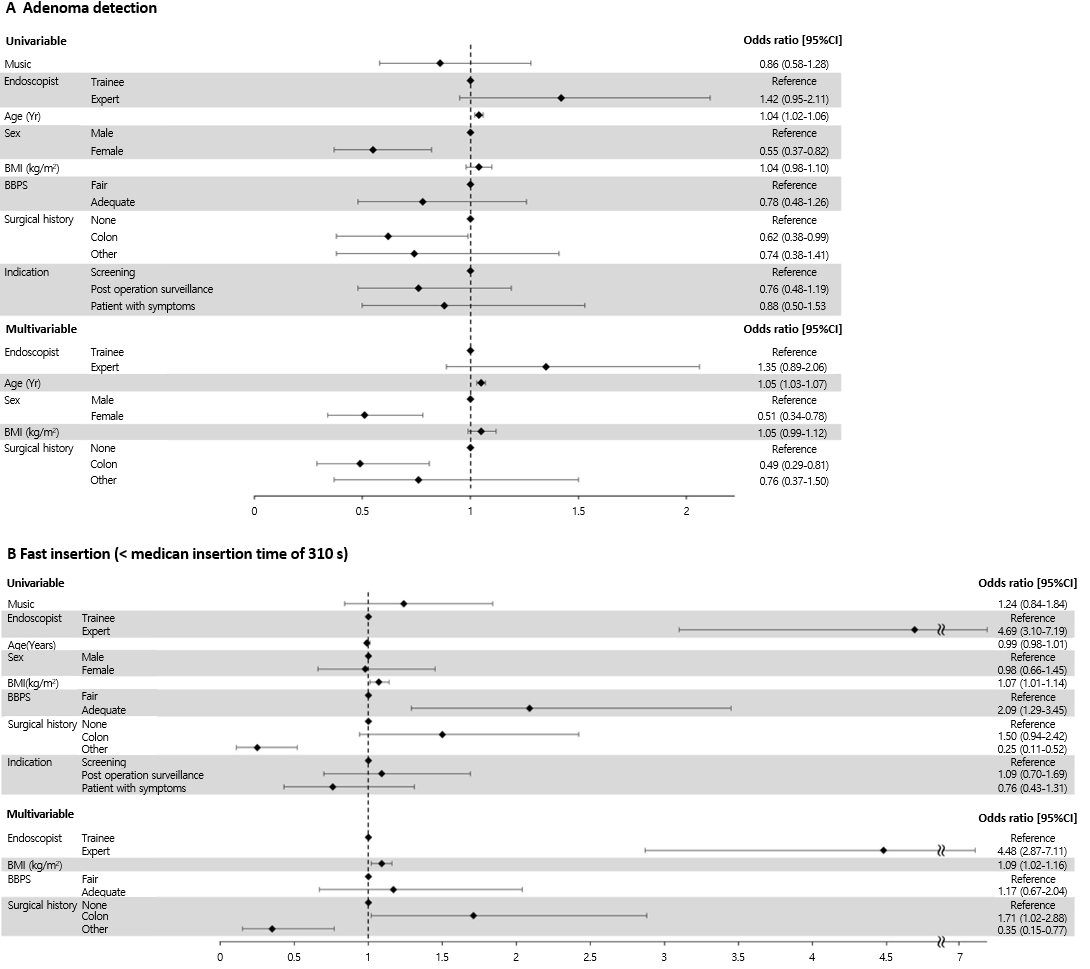 A Adenoma detection
Univariable Odds ratio [95%CI]
Music 0.86 (0.58-1.28)
Endoscopist Trainee Reference
Expert 1.42 (0.95-2.11)
Age (Yr) 1.04 (1.02-1.06)
Sex Male Reference
Female 0.55 (0.37-0.82)
BMI (kg/m²) 1.04 (0.98-1.10)
BBPS Fair Reference
Adequate 0.78 (0.48-1.26)
Surgical history None Reference
Colon 0.62 (0.38-0.99)
Other 0.74 (0.38-1.41)
Indication Screening Reference
Post operation surveillance 0.76 (0.48-1.19)
Patient with symptoms 0.88 (0.50-1.53
Multivariable Odds ratio [95%CI]
Endoscopist Trainee Reference
Expert 1.35 (0.89-2.06)
Age (Yr) 1.05 (1.03-1.07)
Sex Male Reference
Female 0.51 (0.34-0.78)
BMI (kg/m²) 1.05 (0.99-1.12)
Surgical history None Reference
Colon 0.49 (0.29-0.81)
Other 0.76 (0.37-1.50)
0 0.5 1 1.5 2
B Fast insertion (< medican insertion time of 310 s)
Univariable Odds ratio [95%CI]
Music 1.24 (0.84-1.84)
Endoscopist Trainee Reference
Expert 4.69 (3.10-7.19)
Age(Years) 0.99 (0.98-1.01)
Sex Male Reference
Female 0.98 (0.66-1.45)
BMI(kg/m²) 1.07 (1.01-1.14)
BBPS Fair Reference
Adequate 2.09 (1.29-3.45)
Surgical history None Reference
Colon 1.50 (0.94-2.42)
Other 0.25 (0.11-0.52)
Indication Screening Reference
Post operation surveillance 1.09 (0.70-1.69)
Patient with symptoms 0.76 (0.43-1.31)
Multivariable Odds ratio [95%CI]
Endoscopist Trainee Reference
Expert 4.48 (2.87-7.11)
BMI (kg/m²) 1.09 (1.02-1.16)
BBPS Fair Reference
Adequate 1.17 (0.67-2.04)
Surgical history None Reference
Colon 1.71 (1.02-2.88)
Other 0.35 (0.15-0.77)
0 0.5 1 1.5 2 2.5 3 3.5 4 4.5 7